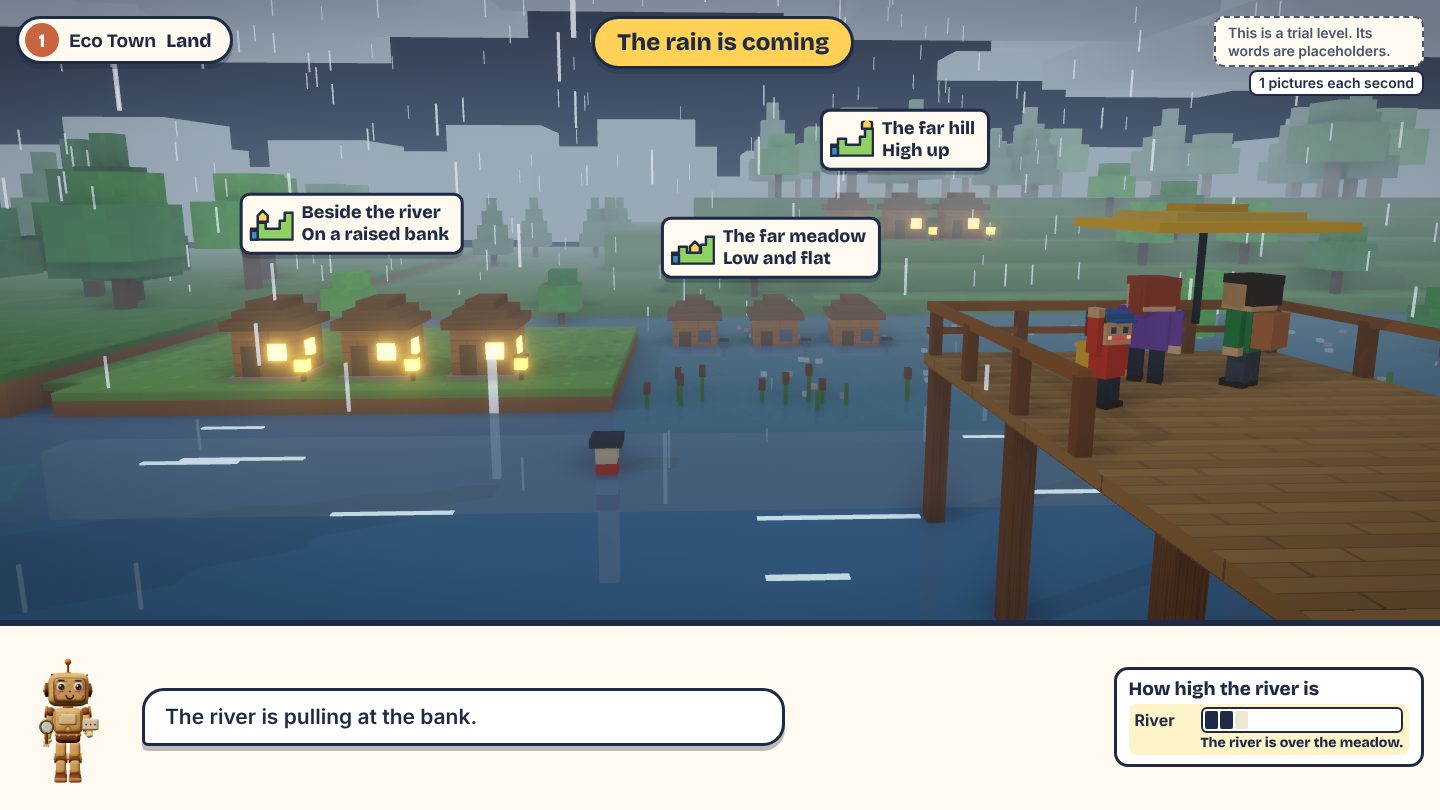 1 Eco Town Land
The rain is coming
This is a trial level. Its
words are placeholders.
1 pictures each second
The far hill
High up
Beside the river
On a raised bank
The far meadow
Low and flat
The river is pulling at the bank.
How high the river is
River
The river is over the meadow.